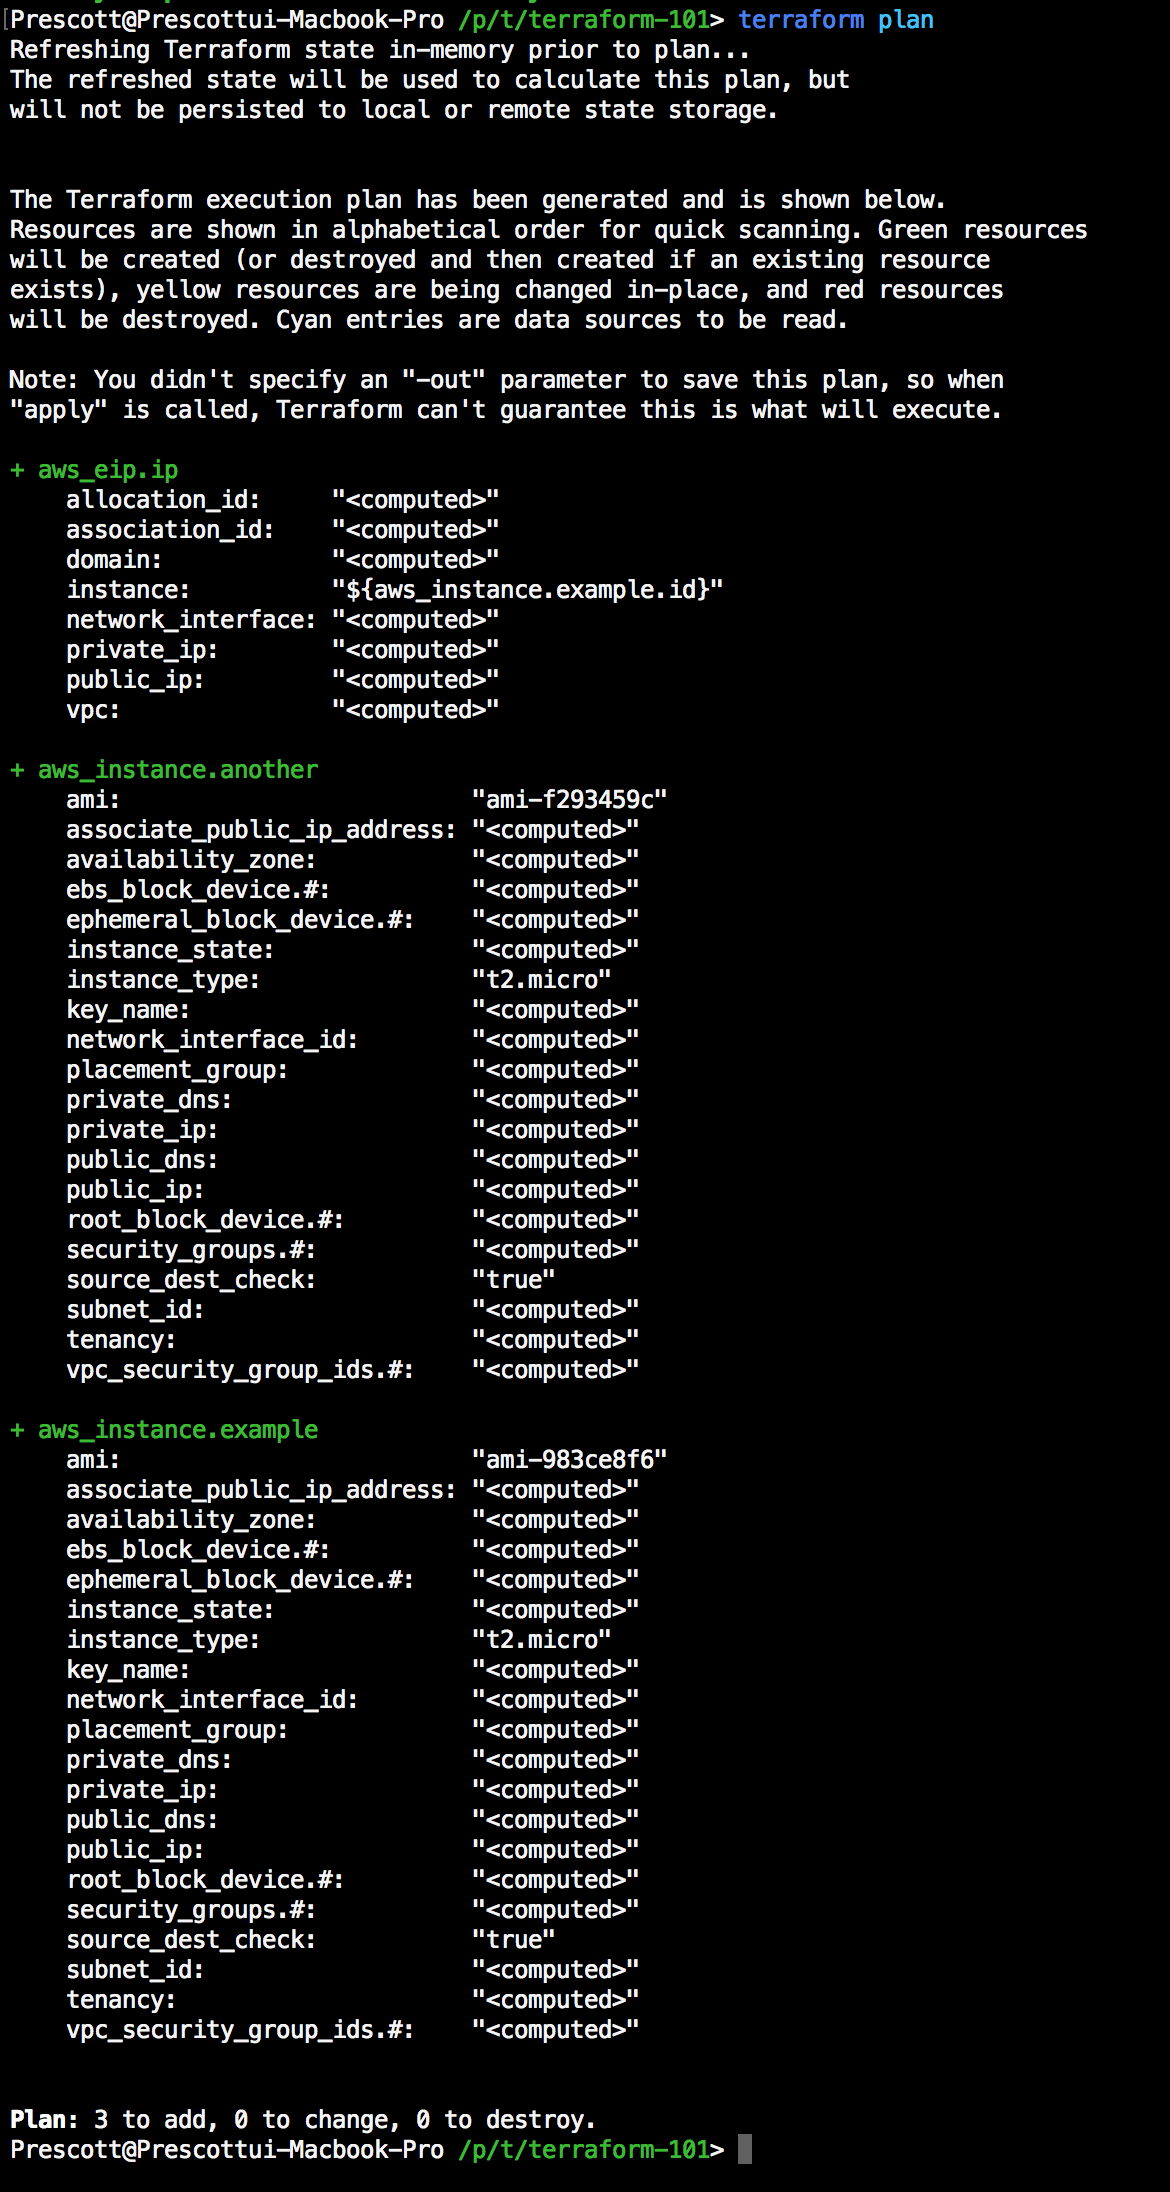 Prescott@Prescottui-Macbook-Pro /p/t/terraform-101> terraform plan
Refreshing Terraform state in-memory prior to plan...
The refreshed state will be used to calculate this plan, but
will not be persisted to local or remote state storage.
The Terraform execution plan has been generated and is shown below.
Resources are shown in alphabetical order for quick scanning. Green resources
will be created (or destroyed and then created if an existing resource
exists), yellow resources are being changed in-place, and red resources
will be destroyed. Cyan entries are data sources to be read.
Note: You didn't specify an "-out" parameter to save this plan, so when
"apply" is called, Terraform can't guarantee this is what will execute.
+ aws_eip.ip
    allocation_id:     "<computed>"
    association_id:    "<computed>"
    domain:            "<computed>"
    instance:          "${aws_instance.example.id}"
    network_interface: "<computed>"
    private_ip:        "<computed>"
    public_ip:         "<computed>"
    vpc:               "<computed>"
+ aws_instance.another
    ami:                         "ami-f293459c"
    associate_public_ip_address: "<computed>"
    availability_zone:           "<computed>"
    ebs_block_device.#:          "<computed>"
    ephemeral_block_device.#:    "<computed>"
    instance_state:              "<computed>"
    instance_type:               "t2.micro"
    key_name:                    "<computed>"
    network_interface_id:        "<computed>"
    placement_group:             "<computed>"
    private_dns:                 "<computed>"
    private_ip:                  "<computed>"
    public_dns:                  "<computed>"
    public_ip:                   "<computed>"
    root_block_device.#:         "<computed>"
    security_groups.#:           "<computed>"
    source_dest_check:           "true"
    subnet_id:                   "<computed>"
    tenancy:                     "<computed>"
    vpc_security_group_ids.#:    "<computed>"
+ aws_instance.example
    ami:                         "ami-983ce8f6"
    associate_public_ip_address: "<computed>"
    availability_zone:           "<computed>"
    ebs_block_device.#:          "<computed>"
    ephemeral_block_device.#:    "<computed>"
    instance_state:              "<computed>"
    instance_type:               "t2.micro"
    key_name:                    "<computed>"
    network_interface_id:        "<computed>"
    placement_group:             "<computed>"
    private_dns:                 "<computed>"
    private_ip:                  "<computed>"
    public_dns:                  "<computed>"
    public_ip:                   "<computed>"
    root_block_device.#:         "<computed>"
    security_groups.#:           "<computed>"
    source_dest_check:           "true"
    subnet_id:                   "<computed>"
    tenancy:                     "<computed>"
    vpc_security_group_ids.#:    "<computed>"
Plan: 3 to add, 0 to change, 0 to destroy.
Prescott@Prescottui-Macbook-Pro /p/t/terraform-101>